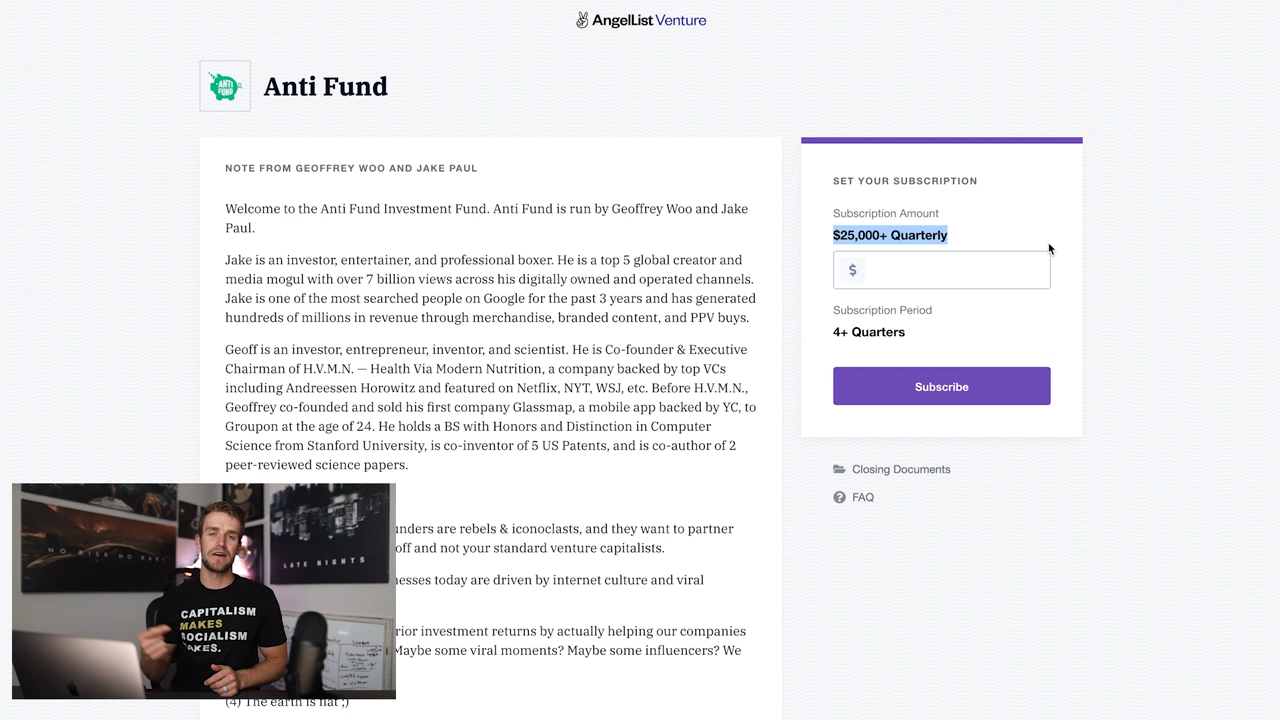 AngelList Venture
ANTI
FUND
Anti Fund
NOTE FROM GEOFFREY WOO AND JAKE PAUL
Welcome to the Anti Fund Investment Fund. Anti Fund is run by Geoffrey Woo and Jake
Paul.
Jake is an investor, entertainer, and professional boxer. He is a top 5 global creator and
media mogul with over 7 billion views across his digitally owned and operated channels.
Jake is one of the most searched people on Google for the past 3 years and has generated
hundreds of millions in revenue through merchandise, branded content, and PPV buys.
Geoff is an investor, entrepreneur, inventor, and scientist. He is Co-founder & Executive
Chairman of H.V.M.N. — Health Via Modern Nutrition, a company backed by top VCs
including Andreessen Horowitz and featured on Netflix, NYT, WSJ, etc. Before H.V.M.N.,
Geoffrey co-founded and sold his first company Glassmap, a mobile app backed by YC, to
Groupon at the age of 24. He holds a BS with Honors and Distinction in Computer
Science from Stanford University, is co-inventor of 5 US Patents, and is co-author of 2
peer-reviewed science papers.
unders are rebels & iconoclasts, and they want to partner
off and not your standard venture capitalists.
nesses today are driven by internet culture and viral
rior investment returns by actually helping our companies
Maybe some viral moments? Maybe some influencers? We
(4) The earth is flat ;)
SET YOUR SUBSCRIPTION
Subscription Amount
$25,000+ Quarterly
$
Subscription Period
4+ Quarters
Subscribe
Closing Documents
FAQ
NO RISK NO
LATE NIGHTS
CAPITALISM
MAKES
SOCIALISM